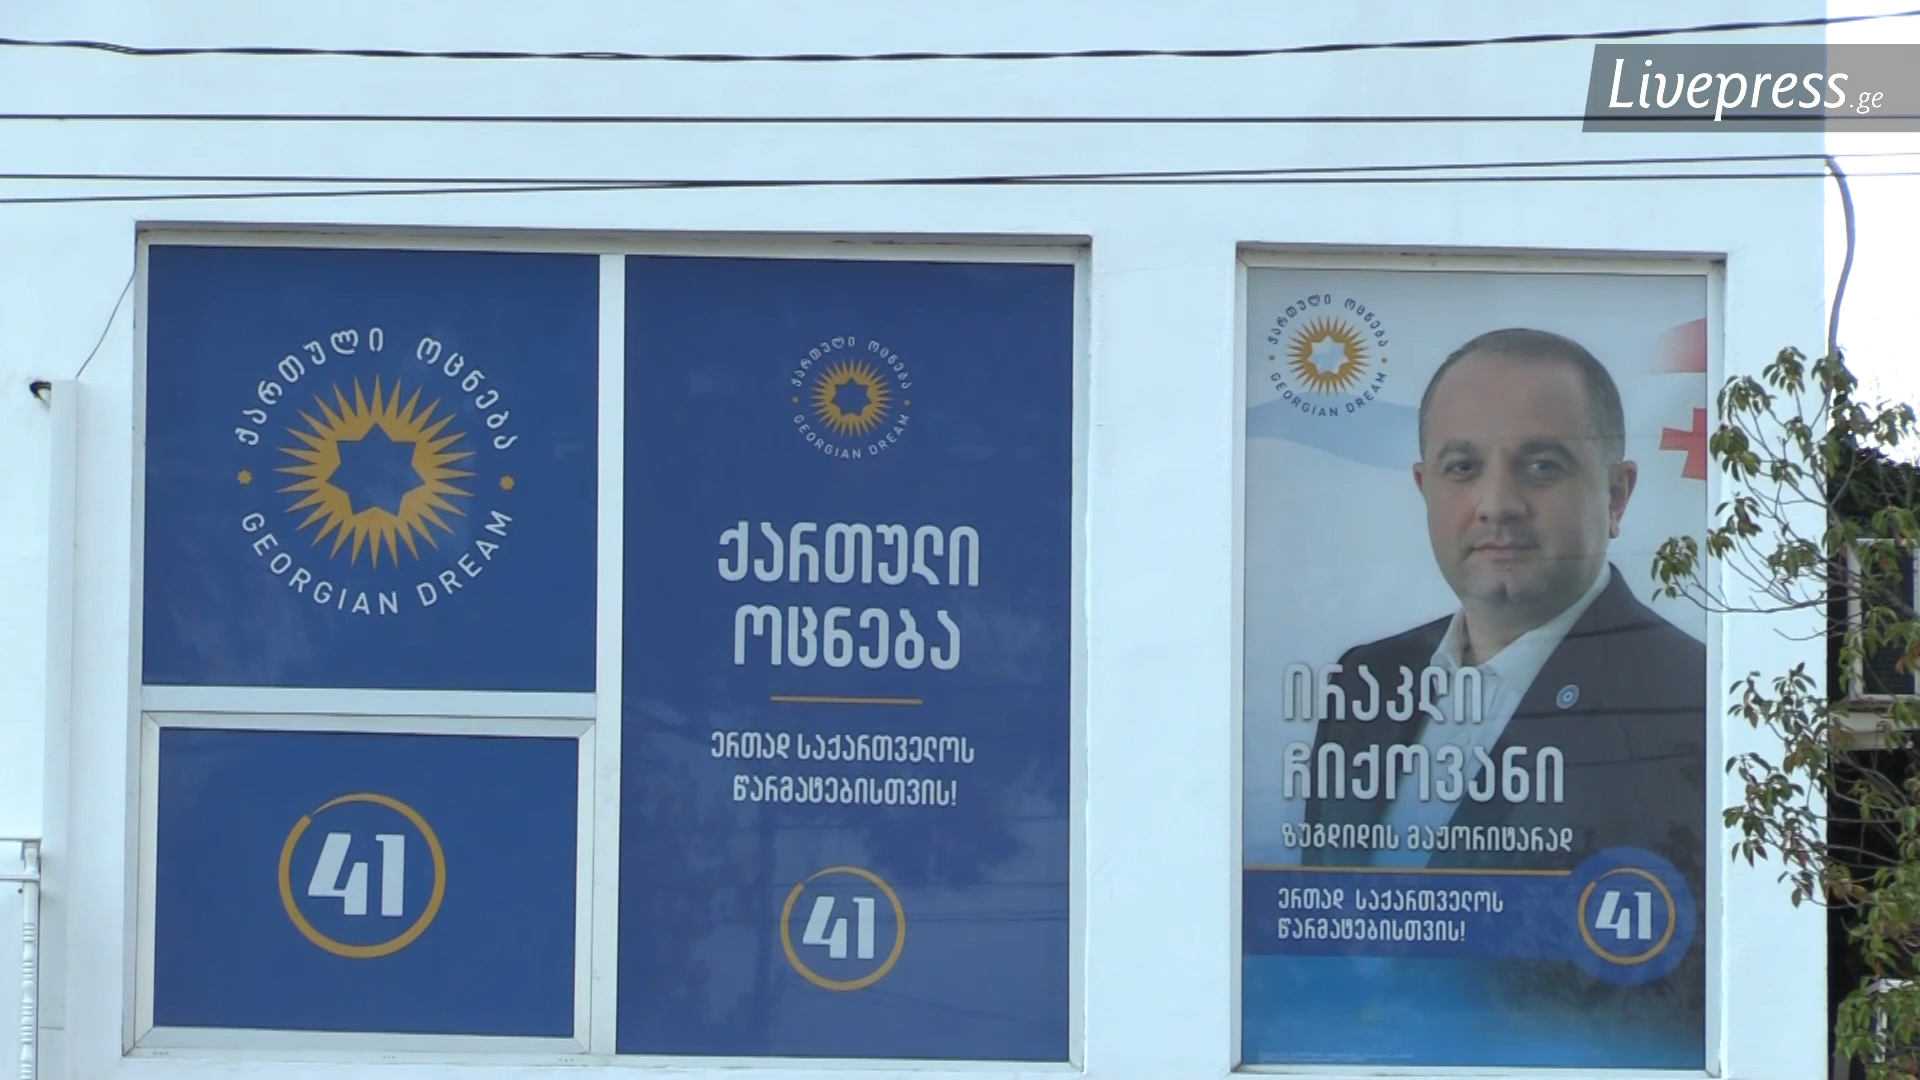 Livepress.ge
ქართული ოცნება
GEORGIAN DREAM
41
ქართული ოცნება
GEORGIAN DREAM
ქართული
ოცნება
ერთად საქართველოს
წარმატებისთვის!
41
ქართული ოცნება
GEORGIAN DREAM
ირაკლი
ჩიქოვანი
ზუგდიდის მაჟორიტარად
ერთად საქართველოს
წარმატებისთვის!
41